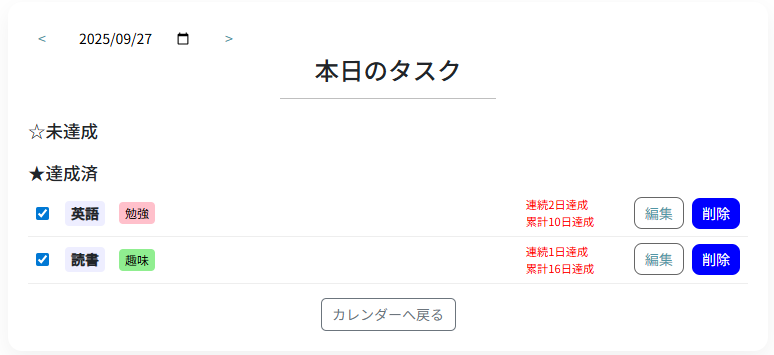 < 2025/09/27 >
本日のタスク
☆未達成
★達成済
英語 勉強 連続2日達成 編集 削除
累計10日達成
読書 趣味 連続1日達成 編集 削除
累計16日達成
カレンダーへ戻る